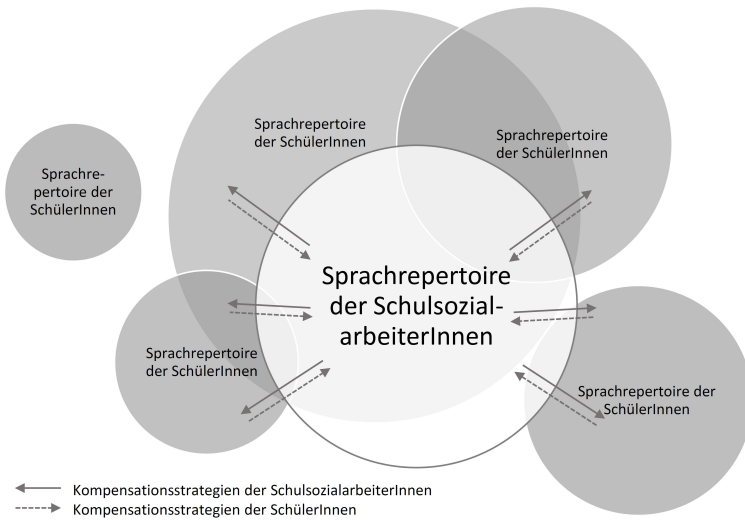 Sprachrepertoire
der SchülerInnen
Sprachrepertoire
der SchülerInnen
Sprachre-
pertoire der
SchülerInnen
Sprachrepertoire
der Schulsozial-
arbeiterInnen
Sprachrepertoire
der SchülerInnen
Sprachrepertoire der
SchülerInnen
Kompensationsstrategien der SchulsozialarbeiterInnen
Kompensationsstrategien der SchülerInnen